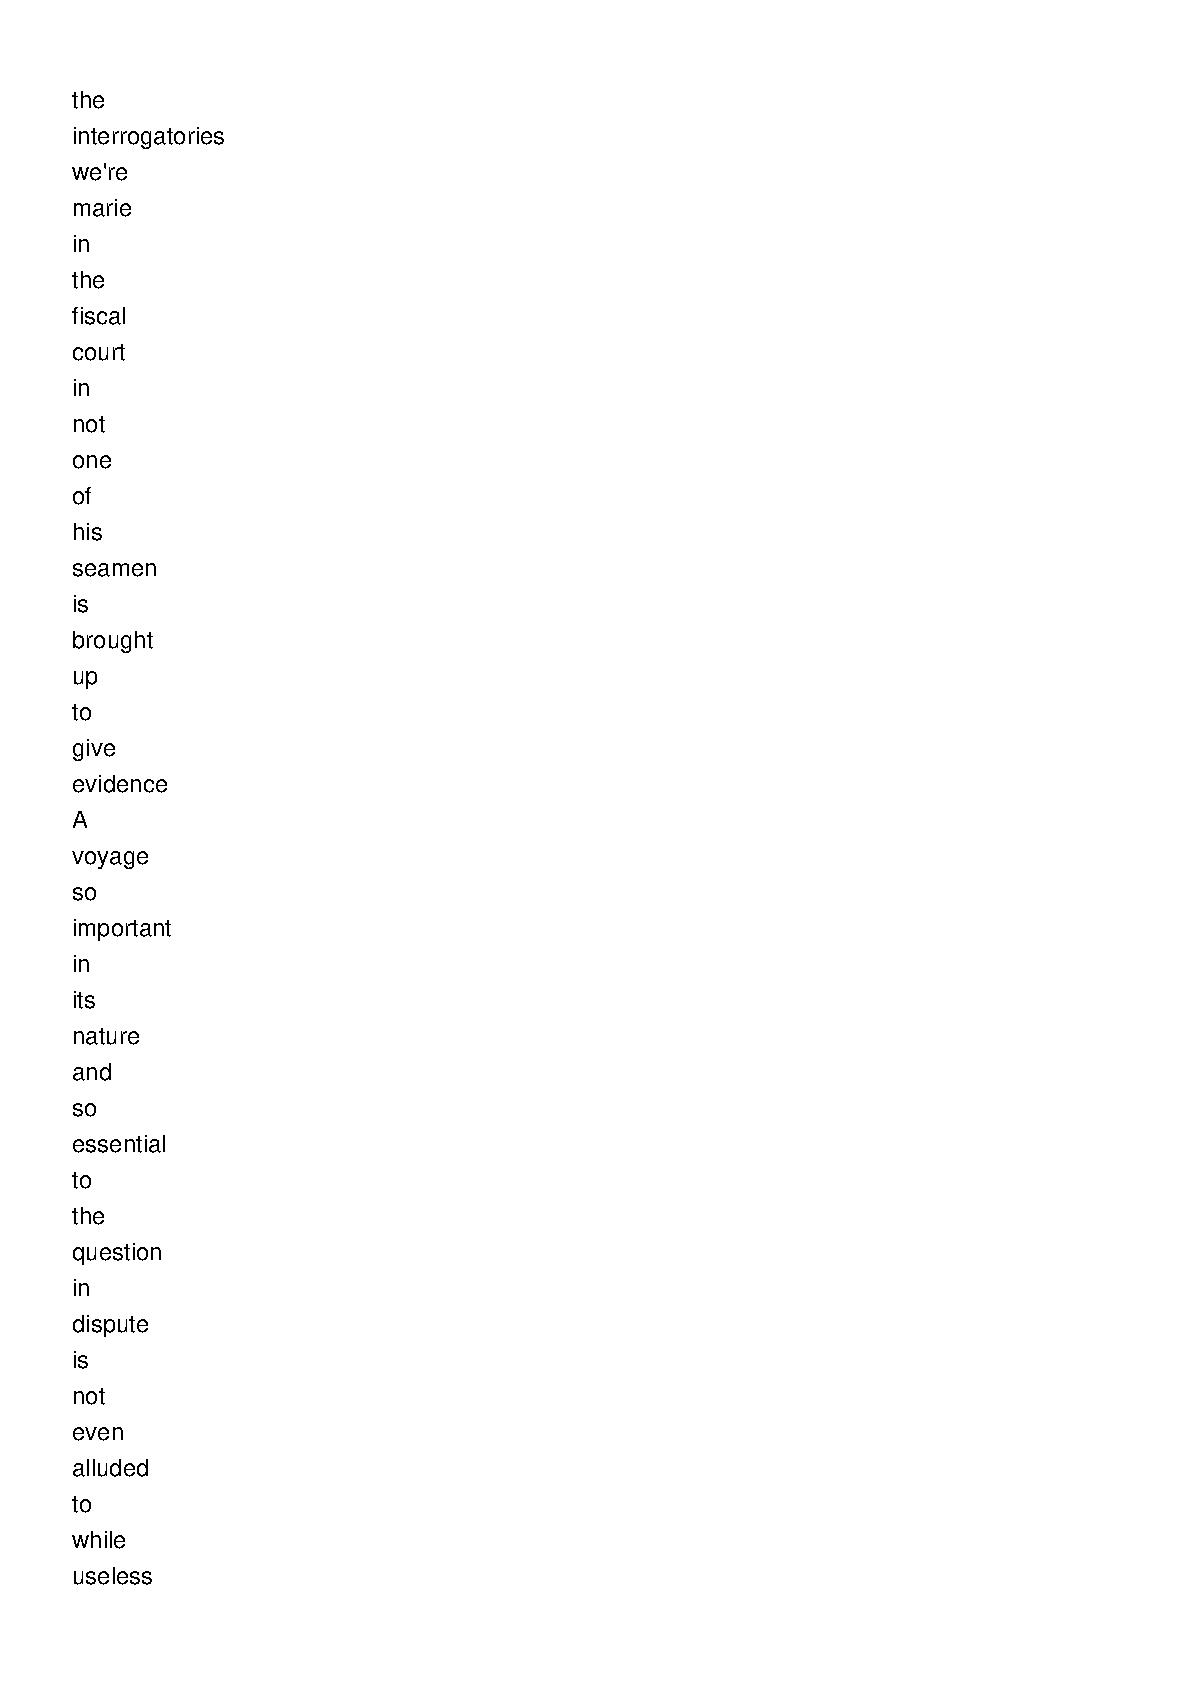 the
interrogatories
we're
marie
in
the
fiscal
court
in
not
one
of
his
seamen
is
brought
up
to
give
evidence
A
voyage
so
important
in
its
nature
and
so
essential
to
the
question
in
dispute
is
not
even
alluded
to
while
useless